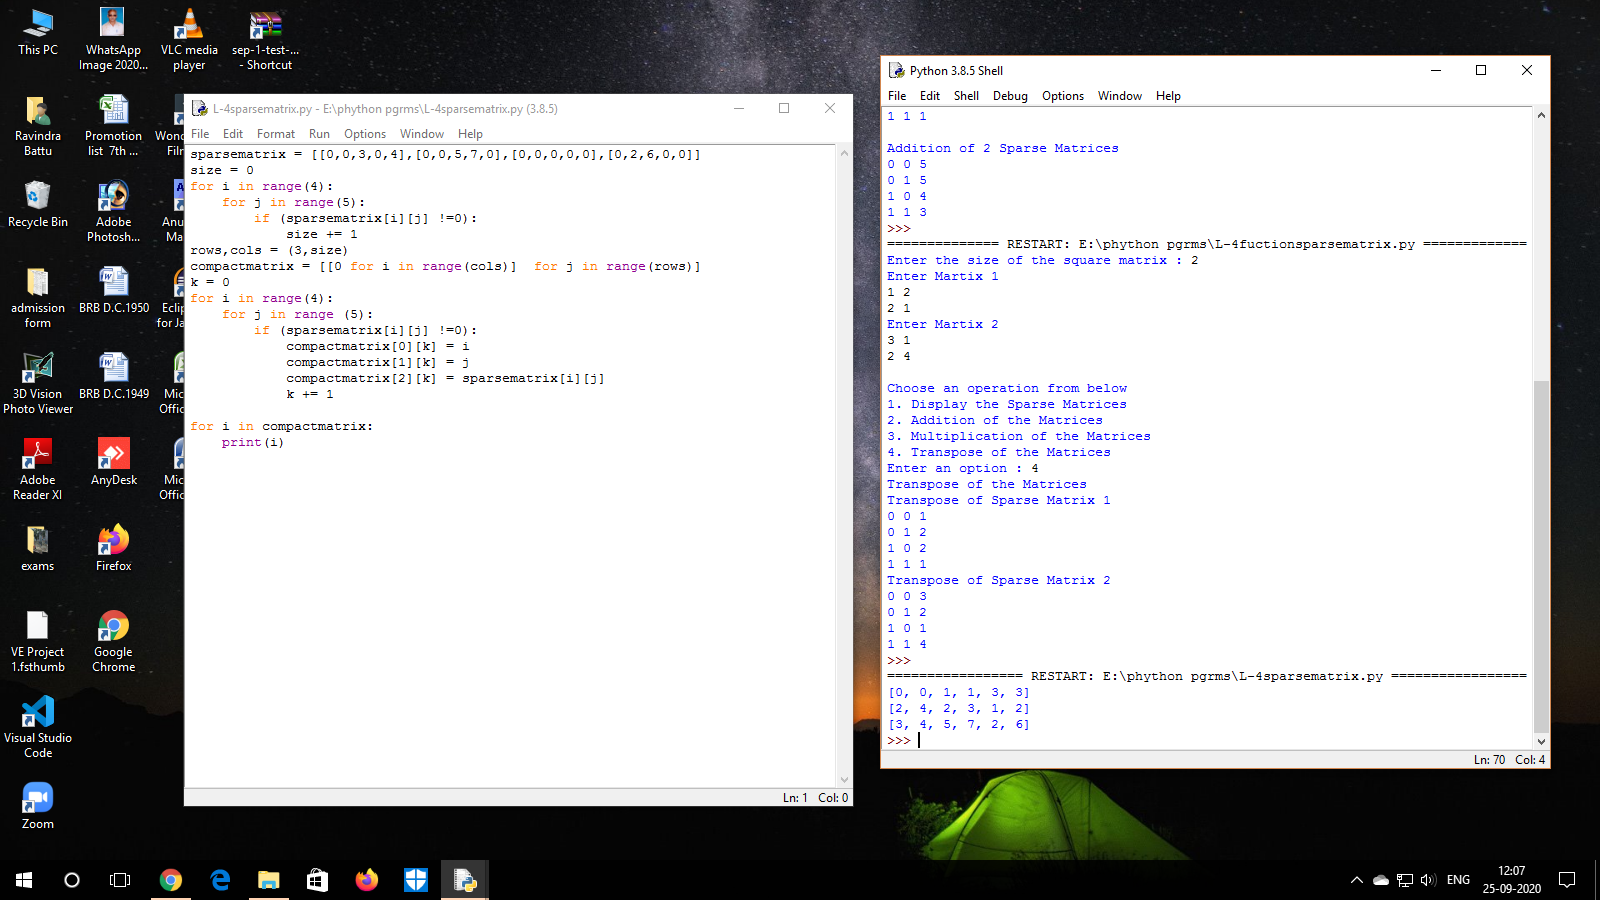 This PC
WhatsApp
Image 2020...
VLC media
player
sep-1-test-...
- Shortcut
Ravindra
Battu
Promotion
list 7th ...
Recycle Bin
Adobe
Photosh...
admission
form
BRB D.C.1950
3D Vision
Photo Viewer
BRB D.C.1949
Adobe
Reader XI
AnyDesk
exams
Firefox
VE Project
1.fsthumb
Google
Chrome
Visual Studio
Code
Zoom
Wond
Film
Anu
Ma
Eclip
for Ja
Mic
Offic
Mic
Offic
L-4sparsematrix.py - E:\phython pgrms\L-4sparsematrix.py (3.8.5)
File Edit Format Run Options Window Help
sparsematrix = [[0,0,3,0,4],[0,0,5,7,0],[0,0,0,0,0],[0,2,6,0,0]]
size = 0
for i in range(4):
    for j in range(5):
        if (sparsematrix[i][j] !=0):
            size += 1
rows,cols = (3,size)
compactmatrix = [[0 for i in range(cols)]  for j in range(rows)]
k = 0
for i in range(4):
    for j in range (5):
        if (sparsematrix[i][j] !=0):
            compactmatrix[0][k] = i
            compactmatrix[1][k] = j
            compactmatrix[2][k] = sparsematrix[i][j]
            k += 1
for i in compactmatrix:
    print(i)
Ln: 1 Col: 0
Python 3.8.5 Shell
File Edit Shell Debug Options Window Help
1 1 1
Addition of 2 Sparse Matrices
0 0 5
0 1 5
1 0 4
1 1 3
>>>
============== RESTART: E:\phython pgrms\L-4fuctionsparsematrix.py =============
Enter the size of the square matrix : 2
Enter Martix 1
1 2
2 1
Enter Martix 2
3 1
2 4
Choose an operation from below
1. Display the Sparse Matrices
2. Addition of the Matrices
3. Multiplication of the Matrices
4. Transpose of the Matrices
Enter an option : 4
Transpose of the Matrices
Transpose of Sparse Matrix 1
0 0 1
0 1 2
1 0 2
1 1 1
Transpose of Sparse Matrix 2
0 0 3
0 1 2
1 0 1
1 1 4
>>>
================= RESTART: E:\phython pgrms\L-4sparsematrix.py =================
[0, 0, 1, 1, 3, 3]
[2, 4, 2, 3, 1, 2]
[3, 4, 5, 7, 2, 6]
>>>
Ln: 70 Col: 4
ENG
12:07
25-09-2020